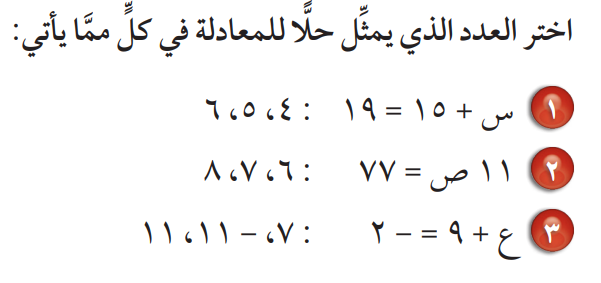 اختر العدد الذي يمثِّل حلًّا للمعادلة في كلٍّ ممَّا يأتي:
١ س + ١٥ = ١٩ : ٤، ٥، ٦
٢ ١١ ص = ٧٧ : ٦، ٧، ٨
٣ ع + ٩ = – ٢ : ٧، – ١١، ١١